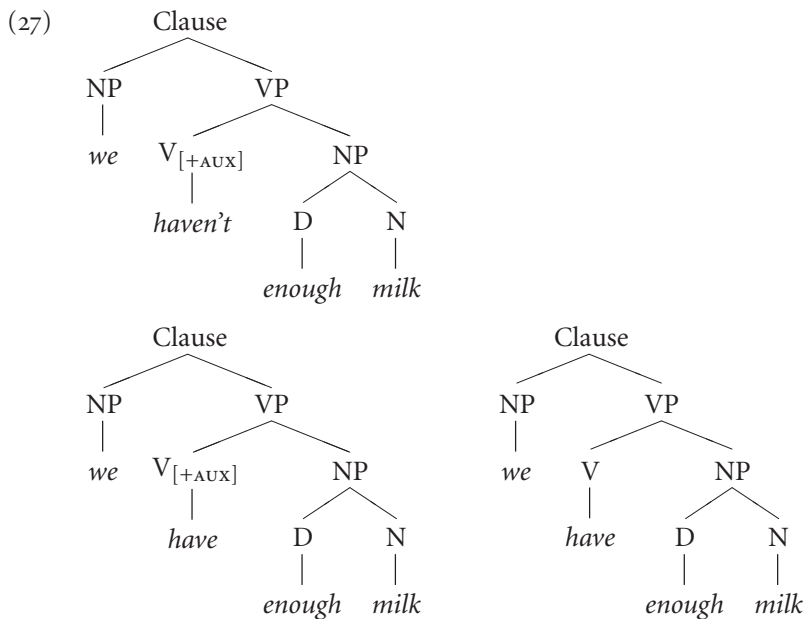 (27) Clause
NP VP
we V[+AUX] NP
haven't D N
enough milk
Clause Clause
NP VP NP VP
we V[+AUX] NP we V NP
have D N have D N
enough milk enough milk